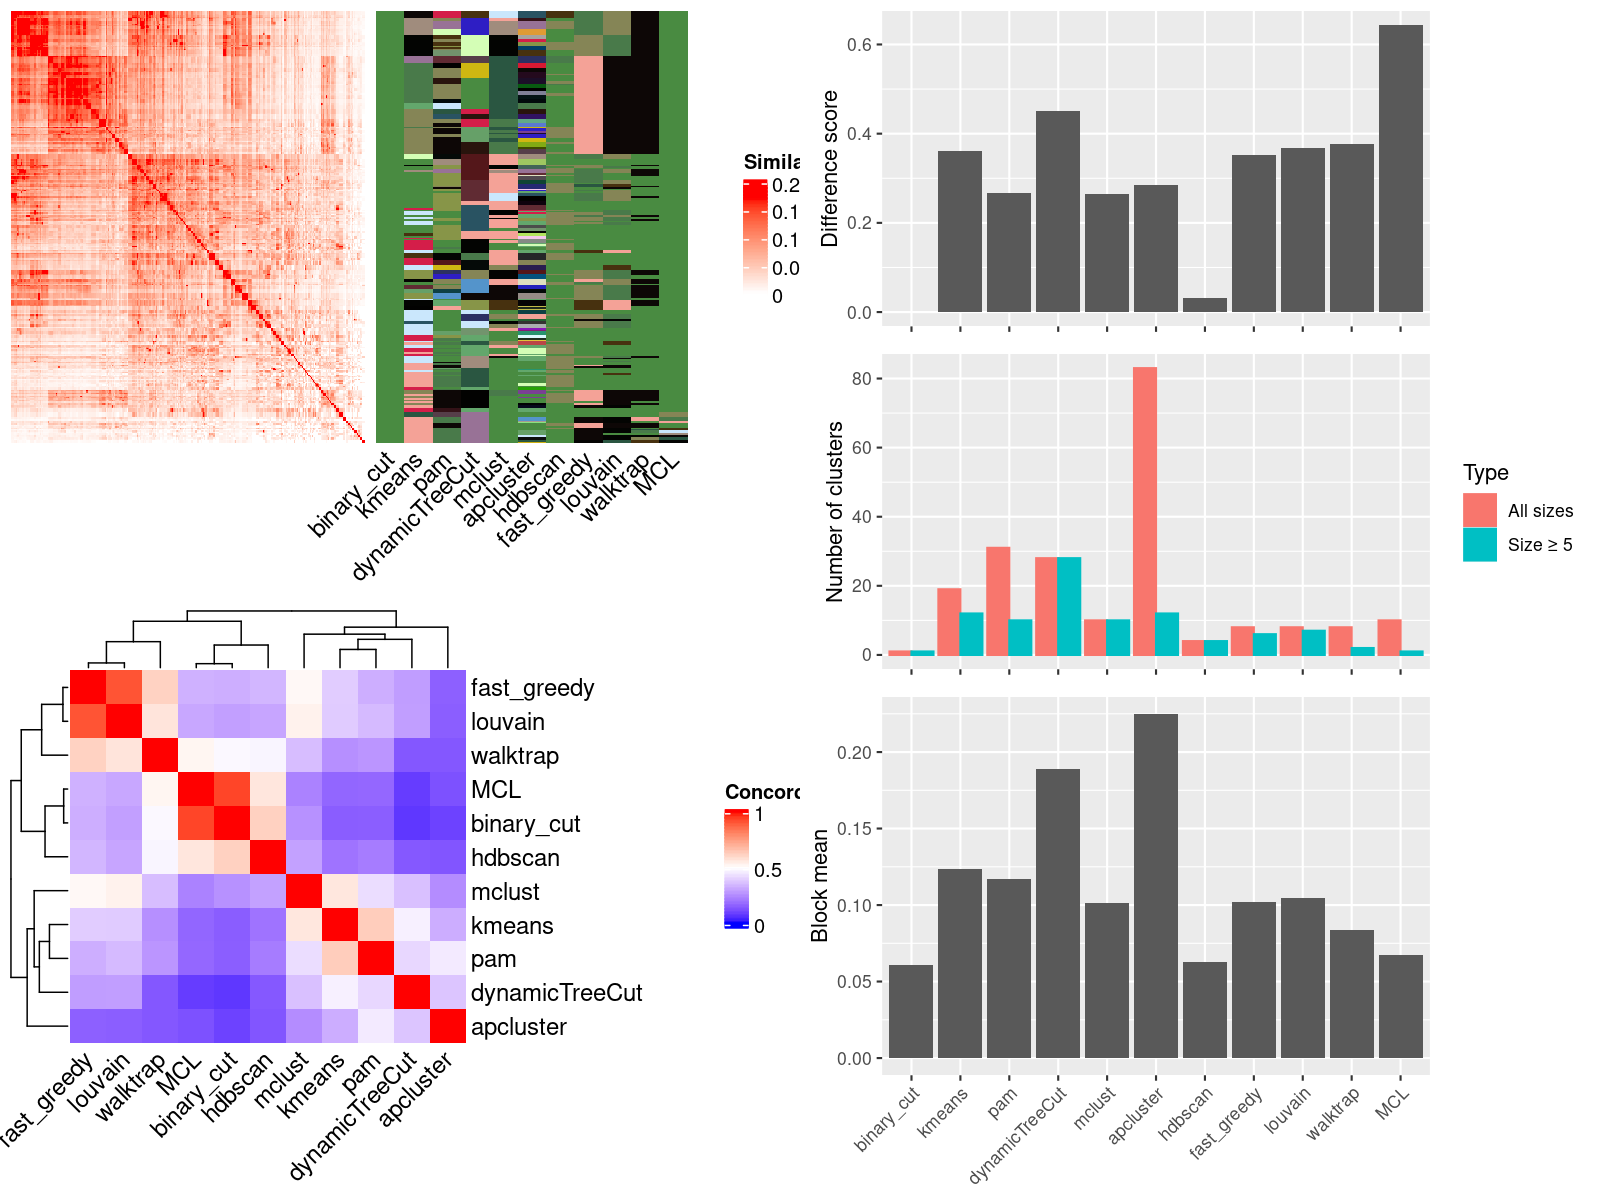 Simila
0.2
0.1
0.1
0.0
0
binary_cut
kmeans
pam
dynamicTreeCut
mclust
apcluster
hdbscan
fast_greedy
louvain
walktrap
MCL
fast_greedy
louvain
walktrap
MCL
binary_cut
hdbscan
mclust
kmeans
pam
dynamicTreeCut
apcluster
fast_greedy
louvain
walktrap
MCL
binary_cut
hdbscan
mclust
kmeans
pam
dynamicTreeCut
apcluster
Concord
1
0.5
0
Difference score
0.6
0.4
0.2
0.0
Number of clusters
80
60
40
20
0
Type
All sizes
Size ≥ 5
Block mean
0.20
0.15
0.10
0.05
0.00
binary_cut
kmeans
pam
dynamicTreeCut
mclust
apcluster
hdbscan
fast_greedy
louvain
walktrap
MCL